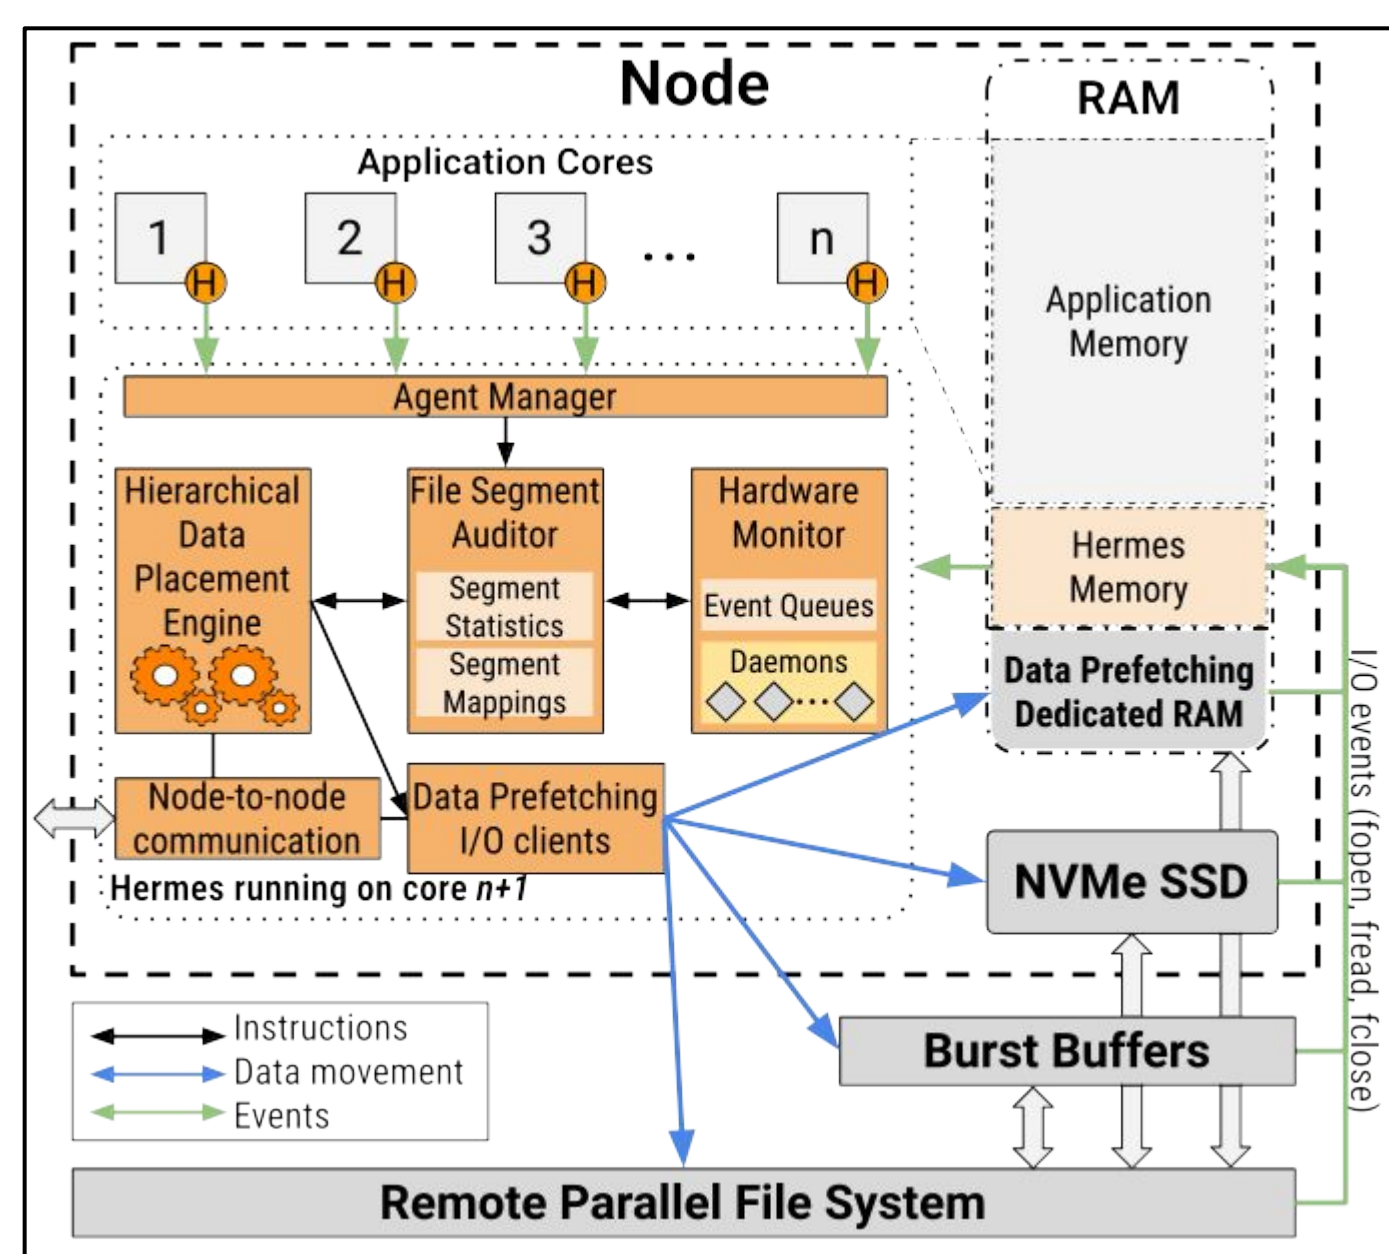 Node
RAM
Application Cores
1
2
3
...
n
H
H
H
H
Application
Memory
Agent Manager
Hierarchical
Data
Placement
Engine
File Segment
Auditor
Segment
Statistics
Segment
Mappings
Hardware
Monitor
Event Queues
Daemons
...
Hermes
Memory
Data Prefetching
Dedicated RAM
Node-to-node
communication
Data Prefetching
I/O clients
Hermes running on core n+1
NVMe SSD
I/O events (fopen, fread, fclose)
Instructions
Data movement
Events
Burst Buffers
Remote Parallel File System